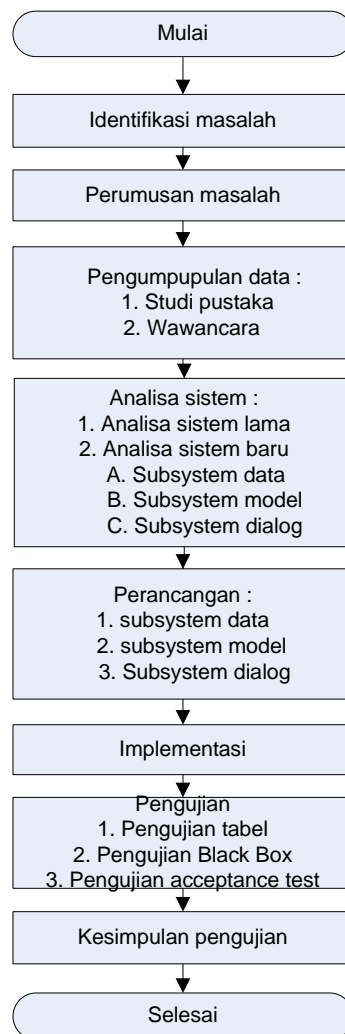 Mulai
Identifikasi masalah
Perumusan masalah
Pengumpupulan data :
1. Studi pustaka
2. Wawancara
Analisa sistem :
1. Analisa sistem lama
2. Analisa sistem baru
A. Subsystem data
B. Subsystem model
C. Subsystem dialog
Perancangan :
1. subsystem data
2. subsystem model
3. Subsystem dialog
Implementasi
Pengujian
1. Pengujian tabel
2. Pengujian Black Box
3. Pengujian acceptance test
Kesimpulan pengujian
Selesai